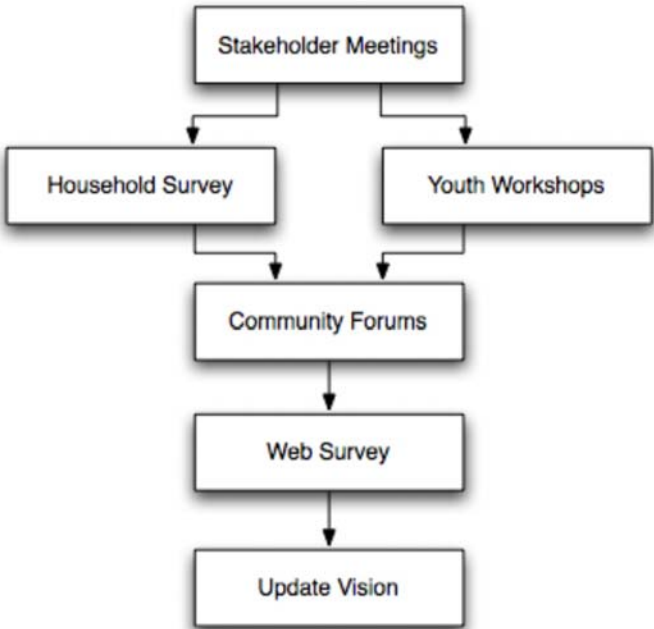 Stakeholder Meetings
Household Survey
Youth Workshops
Community Forums
Web Survey
Update Vision